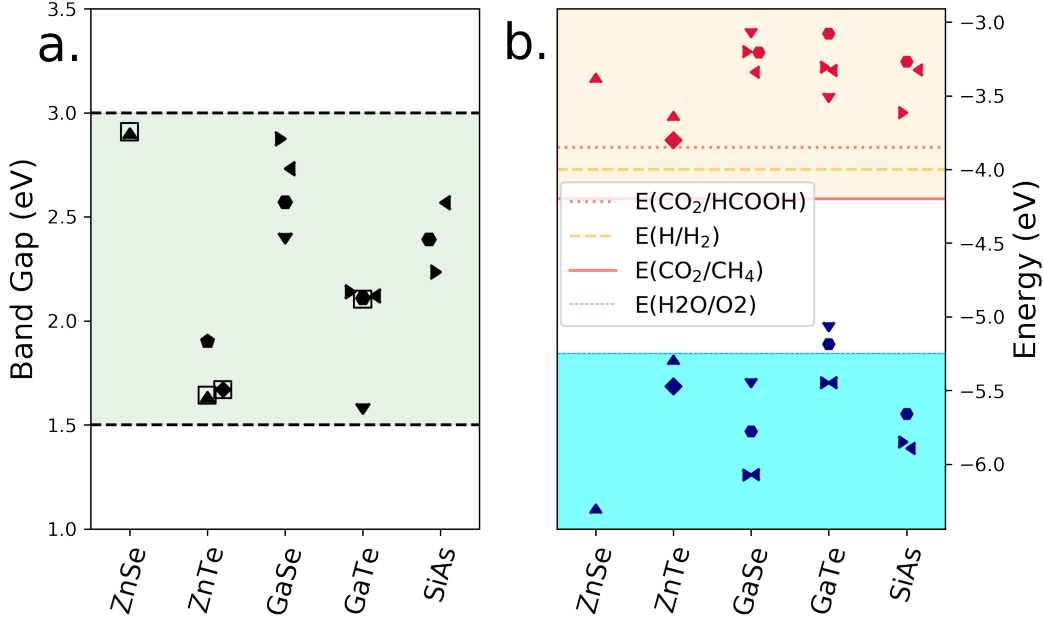 a.
Band Gap (eV)
3.5
3.0
2.5
2.0
1.5
1.0
ZnSe
ZnTe
GaSe
GaTe
SiAs
b.
E(CO₂/HCOOH)
E(H/H₂)
E(CO₂/CH₄)
E(H2O/O2)
−3.0
−3.5
−4.0
−4.5
−5.0
−5.5
−6.0
Energy (eV)
ZnSe
ZnTe
GaSe
GaTe
SiAs